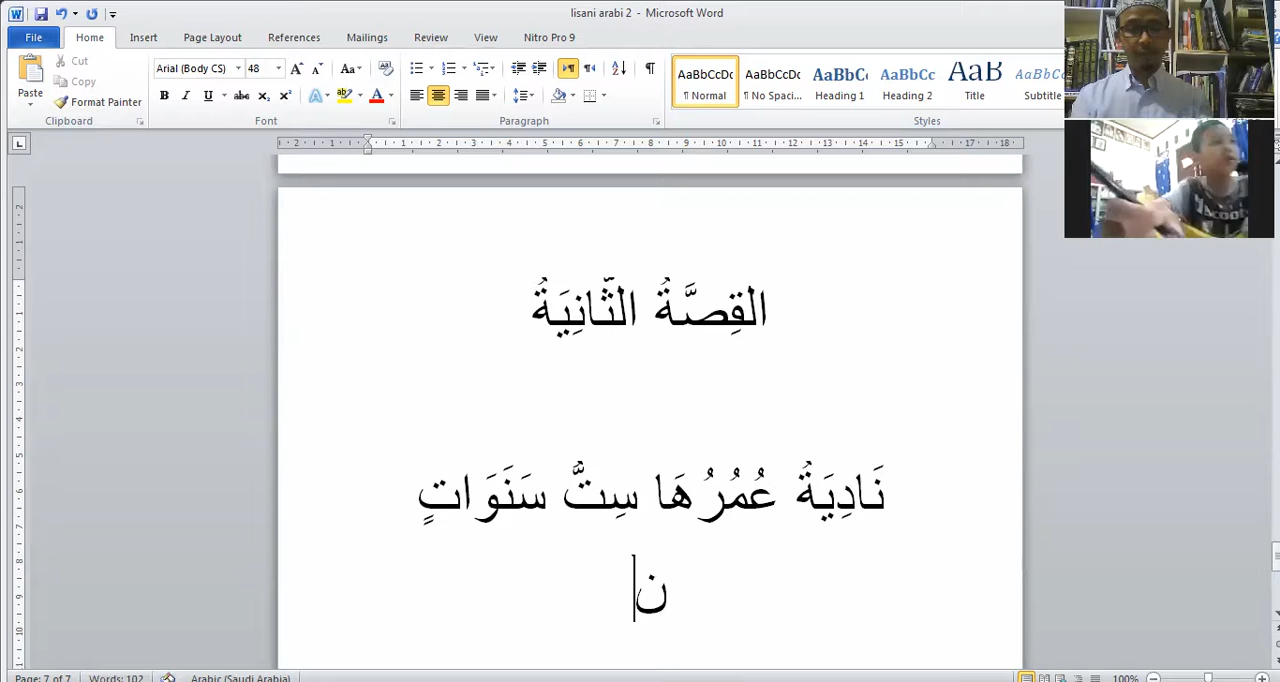 lisani arabi 2 - Microsoft Word
File Home Insert Page Layout References Mailings Review View Nitro Pro 9
Cut
Copy
Paste Format Painter
Clipboard
Arial (Body CS) 48
Font
Paragraph
AaBbCcDc AaBbCcDc AaBbC AaBbCc AaB AaBbCc
¶ Normal ¶ No Spaci... Heading 1 Heading 2 Title Subtitle
Styles
القِصَّةُ الثَّانِيَةُ
نَادِيَةُ عُمُرُهَا سِتُّ سَنَوَاتٍ
ن
Page: 7 of 7 Words: 102 Arabic (Saudi Arabia) 100%